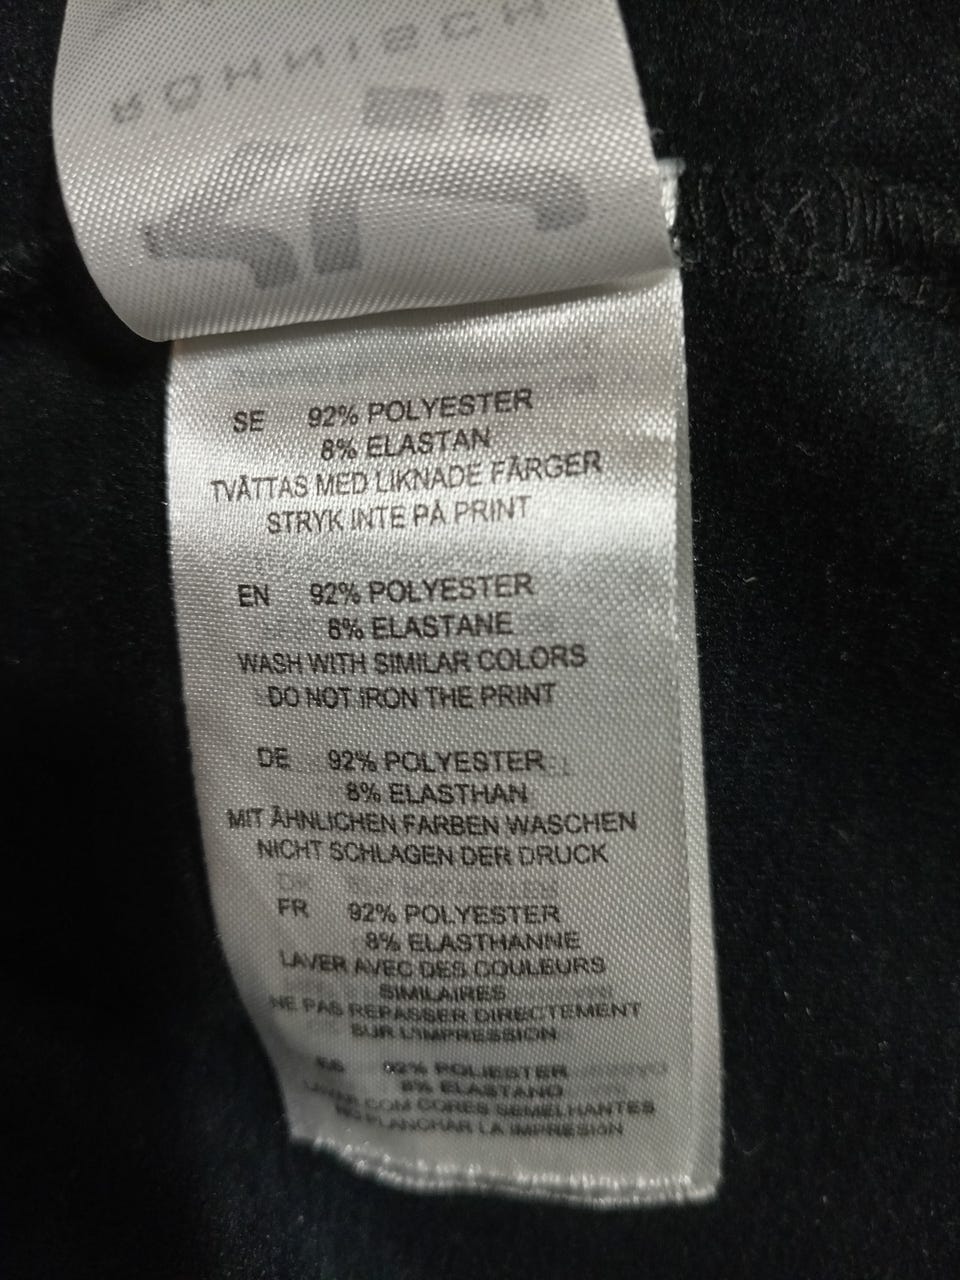 RÖHNISCH
SE 92% POLYESTER
8% ELASTAN
TVÄTTAS MED LIKNADE FÄRGER
STRYK INTE PÅ PRINT
EN 92% POLYESTER
8% ELASTANE
WASH WITH SIMILAR COLORS
DO NOT IRON THE PRINT
DE 92% POLYESTER
8% ELASTHAN
MIT ÄHNLICHEN FARBEN WASCHEN
NICHT SCHLAGEN DER DRUCK
FR 92% POLYESTER
8% ELASTHANNE
LAVER AVEC DES COULEURS
SIMILAIRES
NE PAS REPASSER DIRECTEMENT
SUR L'IMPRESSION
ES 92% POLIESTER
8% ELASTANO
LAVAR COM CORES SEMELHANTES
NO PLANCHAR LA IMPRESIÓN